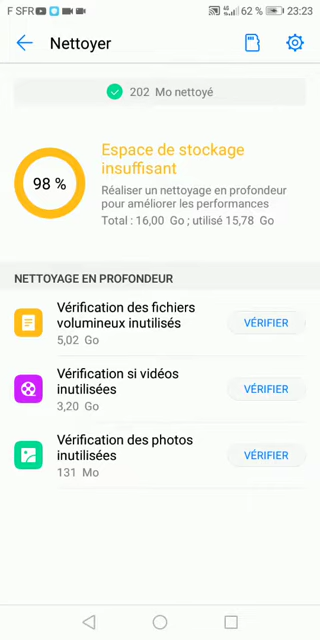 F SFR 4G 62 % 23:23
Nettoyer
202 Mo nettoyé
98 %
Espace de stockage
insuffisant
Réaliser un nettoyage en profondeur
pour améliorer les performances
Total : 16,00 Go ; utilisé 15,78 Go
NETTOYAGE EN PROFONDEUR
Vérification des fichiers
volumineux inutilisés
VÉRIFIER
5,02 Go
Vérification si vidéos
inutilisées
VÉRIFIER
3,20 Go
Vérification des photos
inutilisées
VÉRIFIER
131 Mo